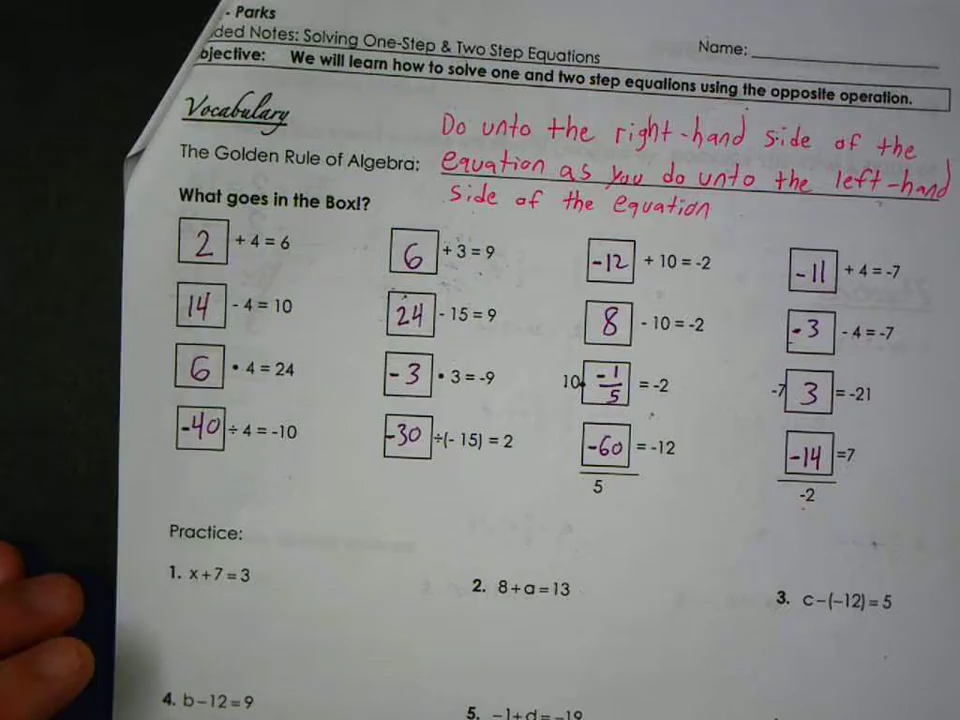 - Parks
ded Notes: Solving One-Step & Two Step Equations
Name:
bjective: We will learn how to solve one and two step equations using the opposite operation.
Vocabulary
Do unto the right-hand side of the
The Golden Rule of Algebra: equation as you do unto the left-hand
side of the equation
What goes in the Box!?
2 + 4 = 6
6 + 3 = 9
-12 + 10 = -2
-11 + 4 = -7
14 - 4 = 10
24 - 15 = 9
8 - 10 = -2
-3 - 4 = -7
6 • 4 = 24
-3 • 3 = -9
10• -1/5 = -2
-7 3 = -21
-40 ÷ 4 = -10
-30 ÷(- 15) = 2
-60 = -12
5
-14 =7
-2
Practice:
1. x+7=3
2. 8+a=13
3. c-(-12)=5
4. b-12=9
5. -1+d=-19